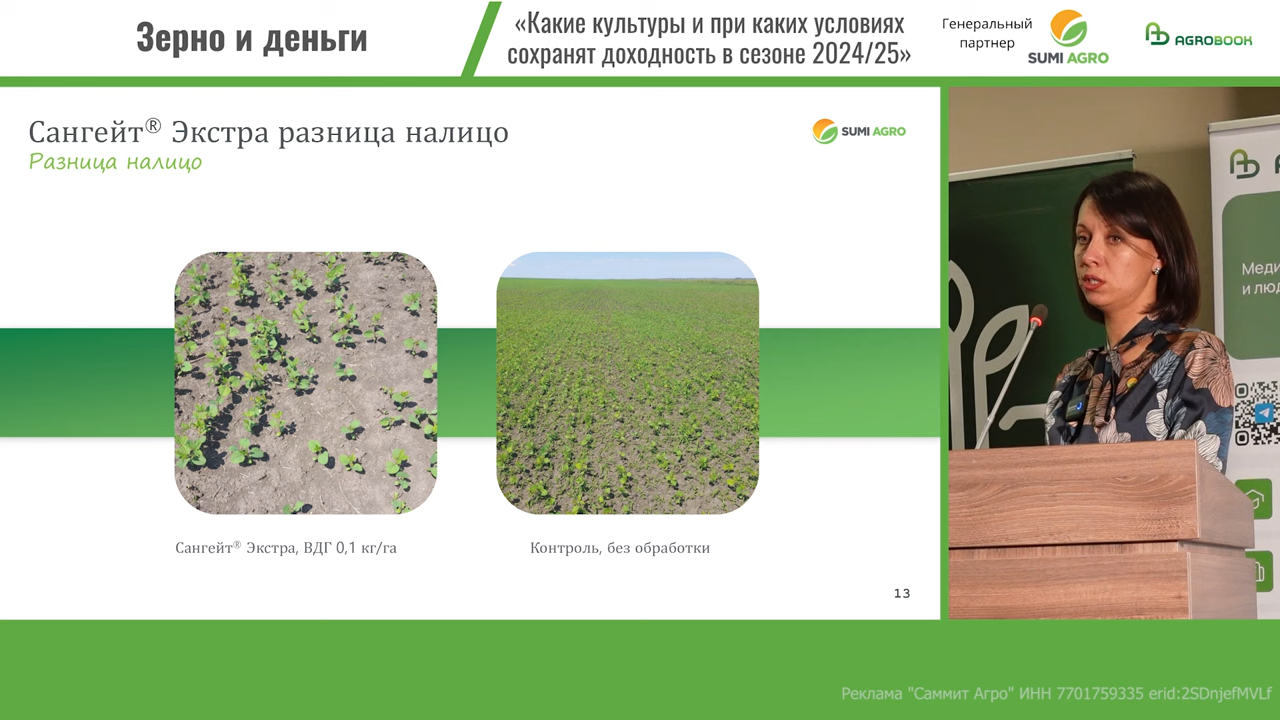 Зерно и деньги
«Какие культуры и при каких условиях
сохранят доходность в сезоне 2024/25»
Генеральный
партнер
SUMI AGRO
AGROBOOK
Сангейт® Экстра разница налицо
Разница налицо
SUMI AGRO
Сангейт® Экстра, ВДГ 0,1 кг/га
Контроль, без обработки
13
и лю
Реклама "Саммит Агро" ИНН 7701759335 erid:2SDnjefMVLf